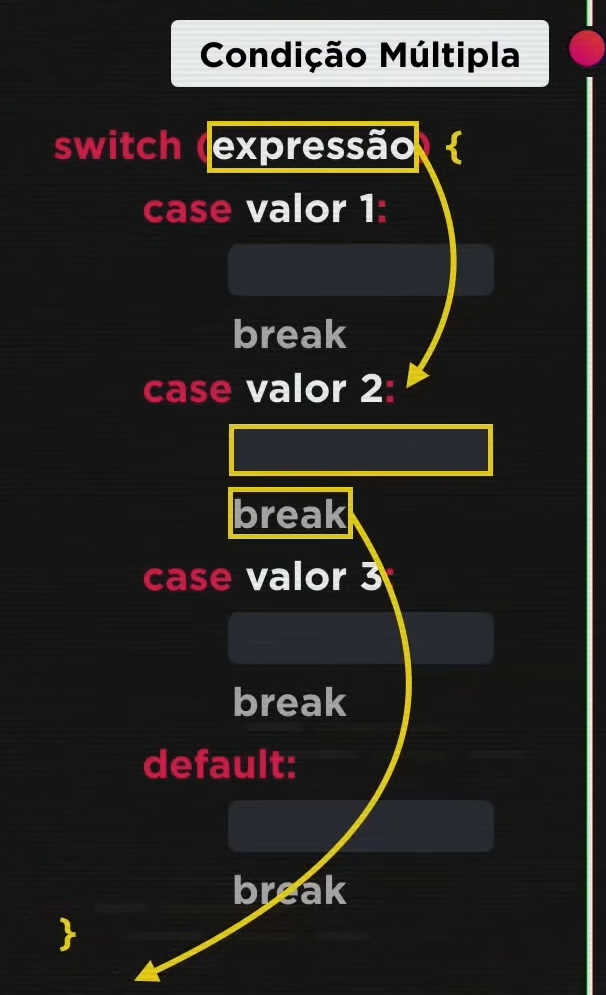 Condição Múltipla
switch (expressão) {
case valor 1:
break
case valor 2:
break
case valor 3:
break
default:
break
}